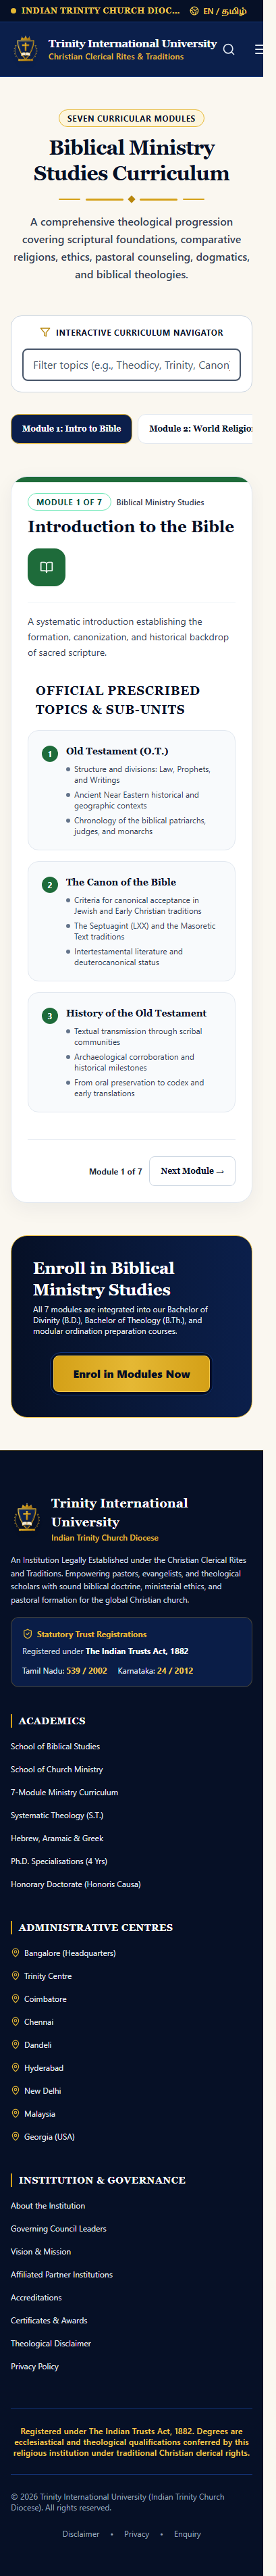 INDIAN TRINITY CHURCH DIOC...
EN / தமிழ்
Trinity International University
Christian Clerical Rites & Traditions
SEVEN CURRICULAR MODULES
Biblical Ministry
Studies Curriculum
A comprehensive theological progression
covering scriptural foundations, comparative
religions, ethics, pastoral counseling, dogmatics,
and biblical theologies.
INTERACTIVE CURRICULUM NAVIGATOR
Filter topics (e.g., Theodicy, Trinity, Canon
Module 1: Intro to Bible
Module 2: World Religion
MODULE 1 OF 7
Biblical Ministry Studies
Introduction to the Bible
A systematic introduction establishing the
formation, canonization, and historical backdrop
of sacred scripture.
OFFICIAL PRESCRIBED
TOPICS & SUB-UNITS
1
Old Testament (O.T.)
Structure and divisions: Law, Prophets,
and Writings
Ancient Near Eastern historical and
geographic contexts
Chronology of the biblical patriarchs,
judges, and monarchs
2
The Canon of the Bible
Criteria for canonical acceptance in
Jewish and Early Christian traditions
The Septuagint (LXX) and the Masoretic
Text traditions
Intertestamental literature and
deuterocanonical status
3
History of the Old Testament
Textual transmission through scribal
communities
Archaeological corroboration and
historical milestones
From oral preservation to codex and
early translations
Module 1 of 7
Next Module →
Enroll in Biblical
Ministry Studies
All 7 modules are integrated into our Bachelor of
Divinity (B.D.), Bachelor of Theology (B.Th.), and
modular ordination preparation courses.
Enrol in Modules Now
Trinity International
University
Indian Trinity Church Diocese
An Institution Legally Established under the Christian Clerical Rites
and Traditions. Empowering pastors, evangelists, and theological
scholars with sound biblical doctrine, ministerial ethics, and
pastoral formation for the global Christian church.
Statutory Trust Registrations
Registered under The Indian Trusts Act, 1882
Tamil Nadu: 539 / 2002 Karnataka: 24 / 2012
ACADEMICS
School of Biblical Studies
School of Church Ministry
7-Module Ministry Curriculum
Systematic Theology (S.T.)
Hebrew, Aramaic & Greek
Ph.D. Specialisations (4 Yrs)
Honorary Doctorate (Honoris Causa)
ADMINISTRATIVE CENTRES
Bangalore (Headquarters)
Trinity Centre
Coimbatore
Chennai
Dandeli
Hyderabad
New Delhi
Malaysia
Georgia (USA)
INSTITUTION & GOVERNANCE
About the Institution
Governing Council Leaders
Vision & Mission
Affiliated Partner Institutions
Accreditations
Certificates & Awards
Theological Disclaimer
Privacy Policy
Registered under The Indian Trusts Act, 1882. Degrees are
ecclesiastical and theological qualifications conferred by this
religious institution under traditional Christian clerical rights.
© 2026 Trinity International University (Indian Trinity Church
Diocese). All rights reserved.
Disclaimer • Privacy • Enquiry